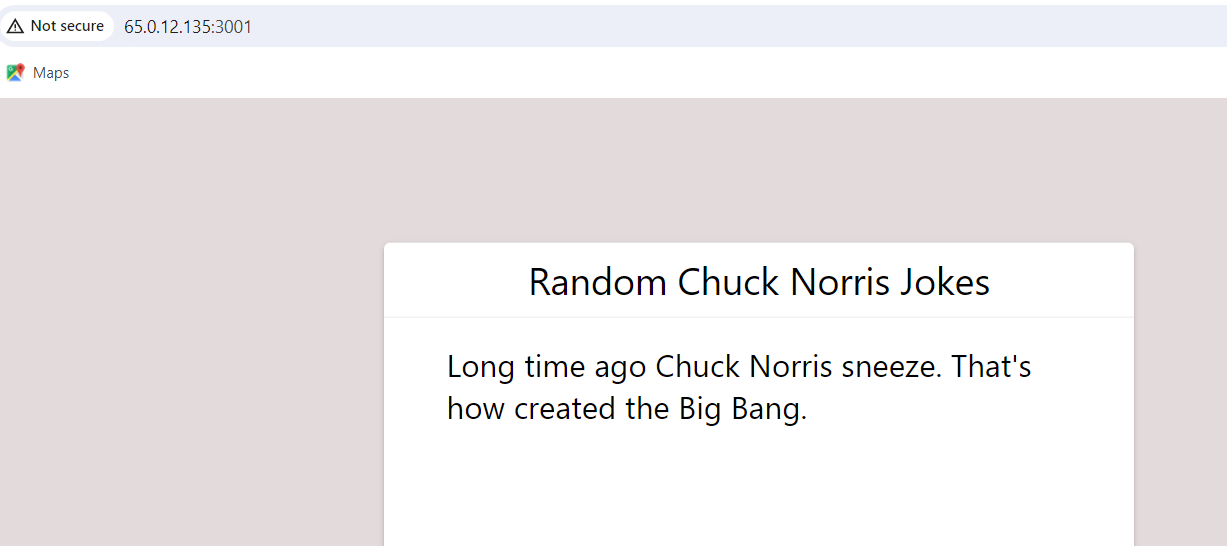 Not secure 65.0.12.135:3001
Maps
Random Chuck Norris Jokes
Long time ago Chuck Norris sneeze. That's
how created the Big Bang.